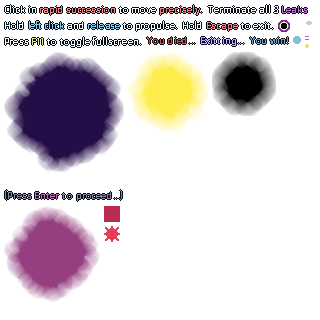 Click in rapid succession to move precisely. Terminate all 3 Leaks
Hold left click and release to propulse. Hold Escape to exit.
Press F11 to toggle fullscreen. You died... Exitting... You win!
(Press Enter to proceed...)